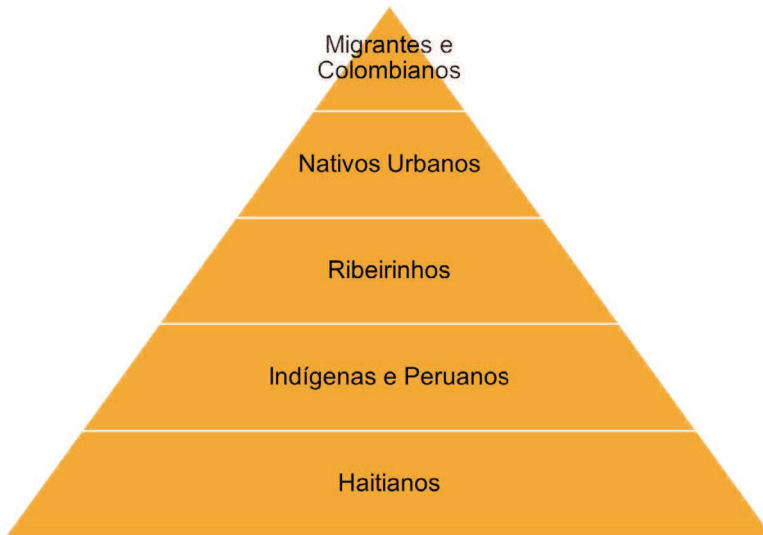 Migrantes e
Colombianos
Nativos Urbanos
Ribeirinhos
Indígenas e Peruanos
Haitianos